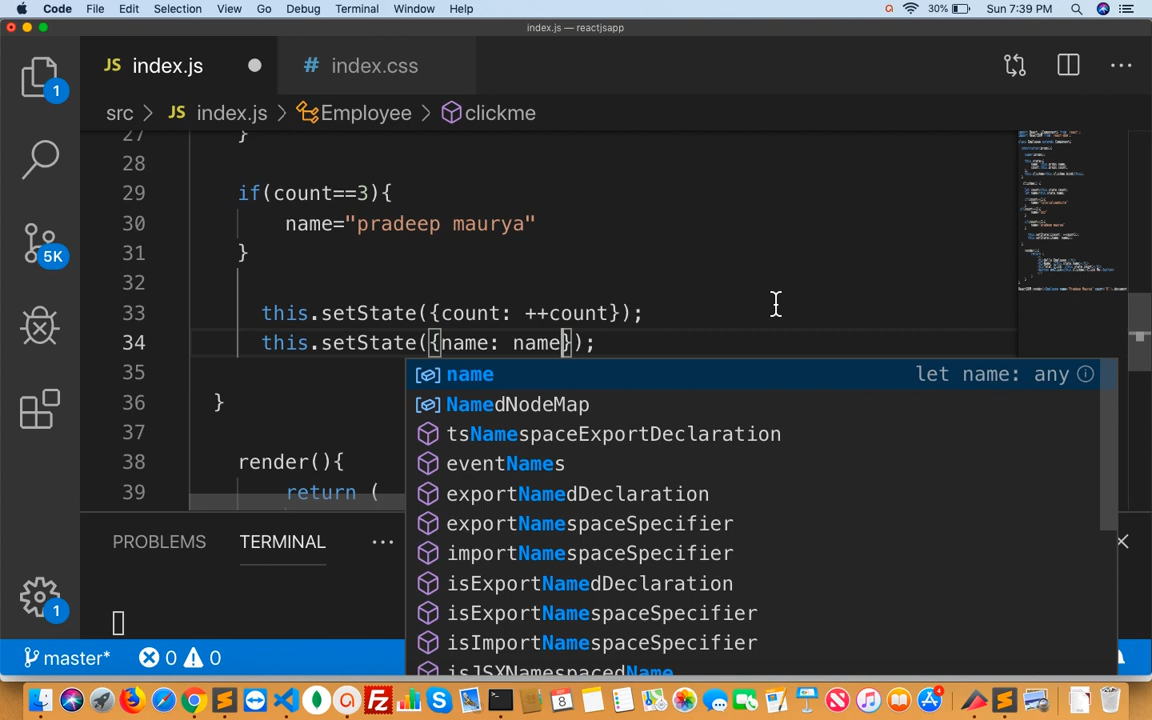 Code File Edit Selection View Go Debug Terminal Window Help 30% Sun 7:39 PM
index.js — reactjsapp
JS index.js # index.css
src > JS index.js > Employee > clickme
1
5K
1
27 }
28
29 if(count==3){
30 name="pradeep maurya"
31 }
32
33 this.setState({count: ++count});
34 this.setState({name: name});
35
36 }
37
38 render(){
39 return (
name let name: any
NamedNodeMap
tsNamespaceExportDeclaration
eventNames
exportNamedDeclaration
exportNamespaceSpecifier
importNamespaceSpecifier
isExportNamedDeclaration
isExportNamespaceSpecifier
isImportNamespaceSpecifier
isJSXNamespacedName
PROBLEMS TERMINAL ...
master* 0 0